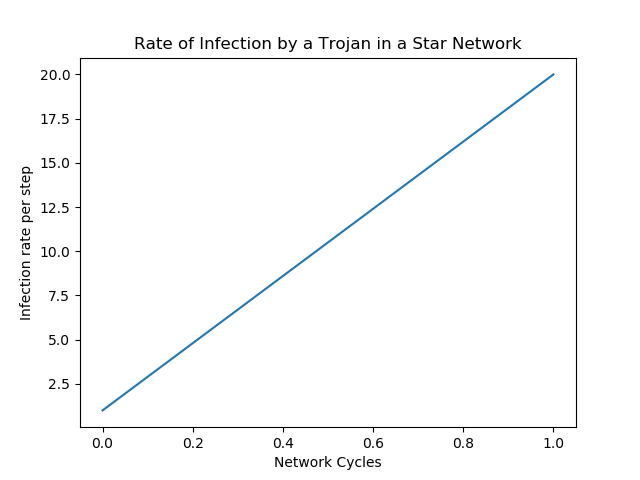 Rate of Infection by a Trojan in a Star Network
20.0
17.5
15.0
12.5
10.0
7.5
5.0
2.5
Infection rate per step
0.0 0.2 0.4 0.6 0.8 1.0
Network Cycles